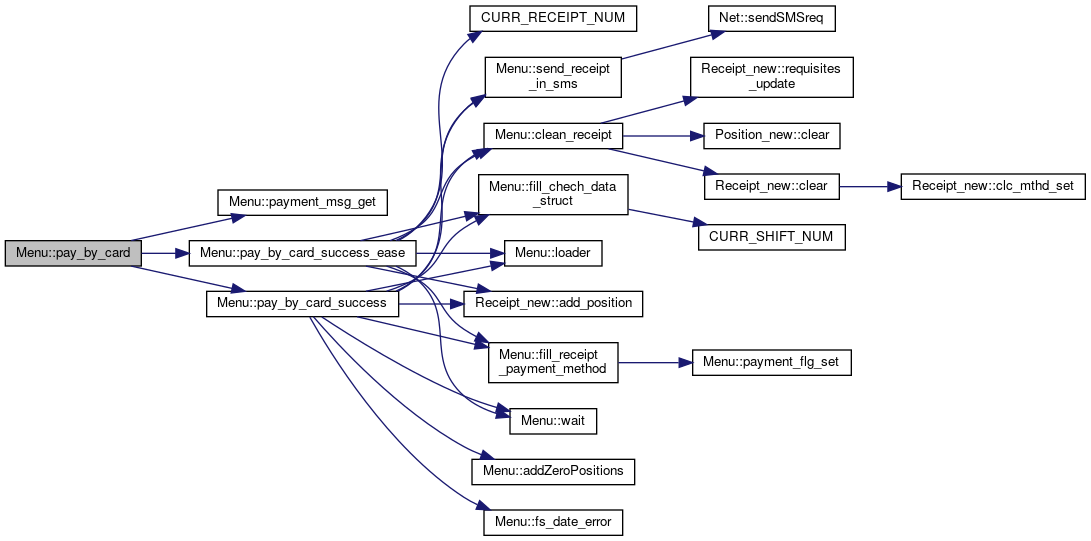 Menu::pay_by_card
Menu::payment_msg_get
Menu::pay_by_card_success_ease
Menu::pay_by_card_success
CURR_RECEIPT_NUM
Menu::send_receipt
_in_sms
Menu::clean_receipt
Menu::fill_chech_data
_struct
Menu::loader
Receipt_new::add_position
Menu::fill_receipt
_payment_method
Menu::wait
Menu::addZeroPositions
Menu::fs_date_error
Net::sendSMSreq
Receipt_new::requisites
_update
Position_new::clear
Receipt_new::clear
CURR_SHIFT_NUM
Menu::payment_flg_set
Receipt_new::clc_mthd_set